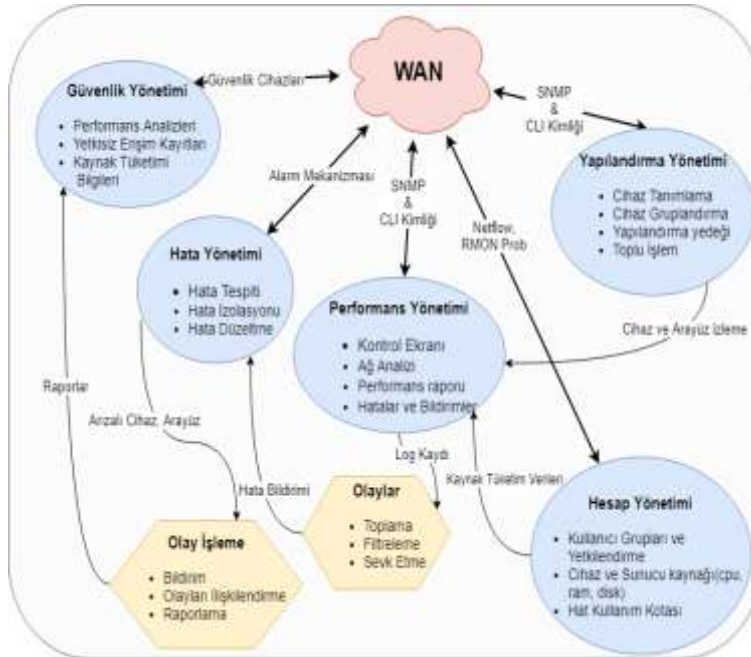 WAN
Güvenlik Cihazları
SNMP
&
CLI Kimliği
Güvenlik Yönetimi
Performans Analizleri
Yetkisiz Erişim Kayıtları
Kaynak Tüketimi
Bilgileri
Alarm Mekanizması
SNMP
&
CLI Kimliği
Netflow,
RMON Prob
Yapılandırma Yönetimi
Cihaz Tanımlama
Cihaz Gruplandırma
Yapılandırma yedeği
Toplu İşlem
Hata Yönetimi
Hata Tespiti
Hata İzolasyonu
Hata Düzeltme
Performans Yönetimi
Kontrol Ekranı
Ağ Analizi
Performans raporu
Hatalar ve Bildirimler
Cihaz ve Arayüz İzleme
Raporlar
Arızalı Cihaz, Arayüz
Log Kaydı
Hata Bildirimi
Kaynak Tüketim Verileri
Olaylar
Toplama
Filtreleme
Sevk Etme
Olay İşleme
Bildirim
Olayları İlişkilendirme
Raporlama
Hesap Yönetimi
Kullanıcı Grupları ve
Yetkilendirme
Cihaz ve Sunucu kaynağı(cpu,
ram, disk)
Hat Kullanım Kotası